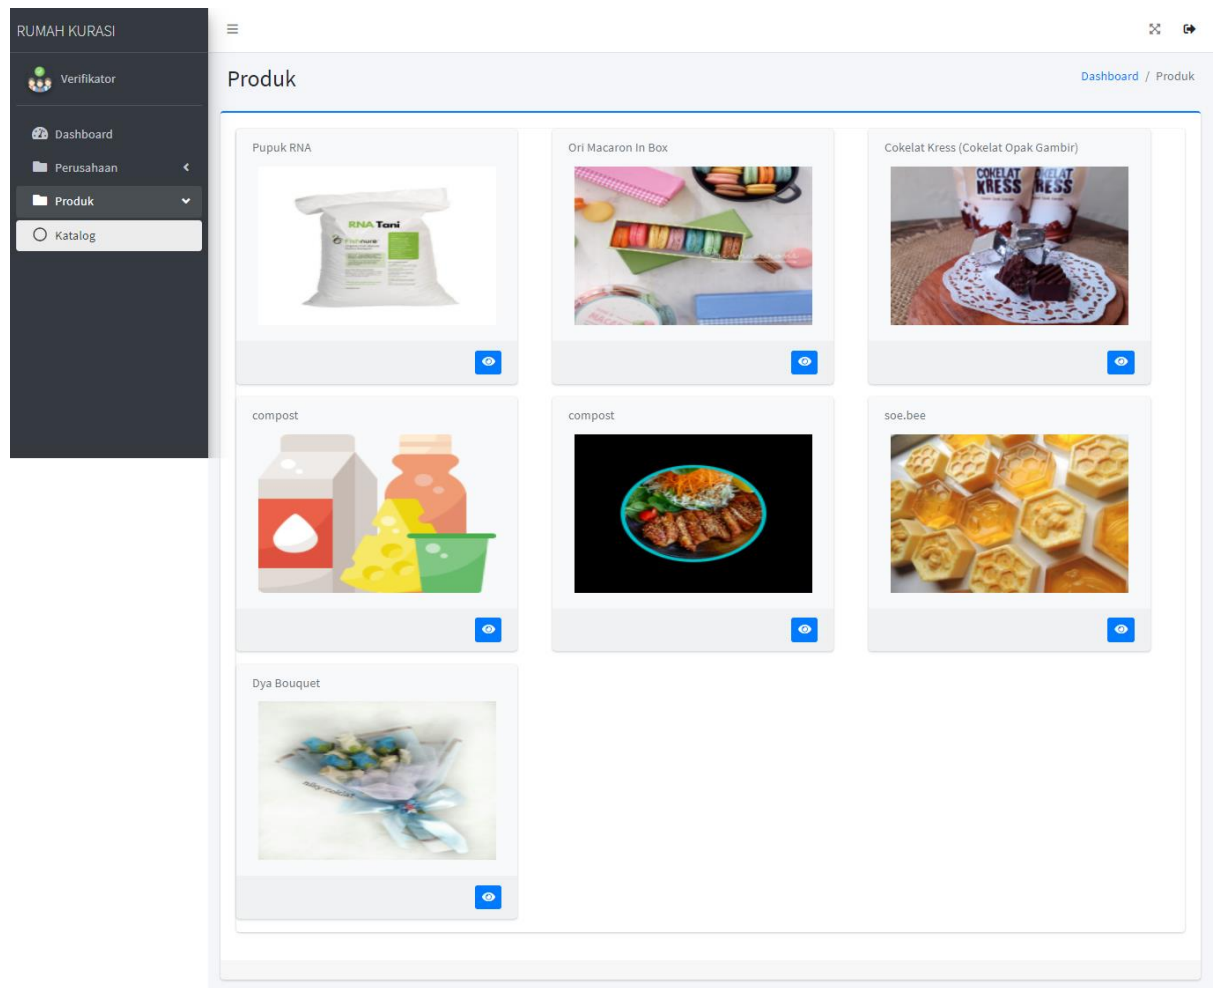 RUMAH KURASI
Verifikator
Dashboard
Perusahaan
Produk
Katalog
Produk
Dashboard / Produk
Pupuk RNA
RNA Tani
Ori Macaron In Box
Cokelat Kress (Cokelat Opak Gambir)
COKELAT
KRESS
compost
compost
soe.bee
Dya Bouquet